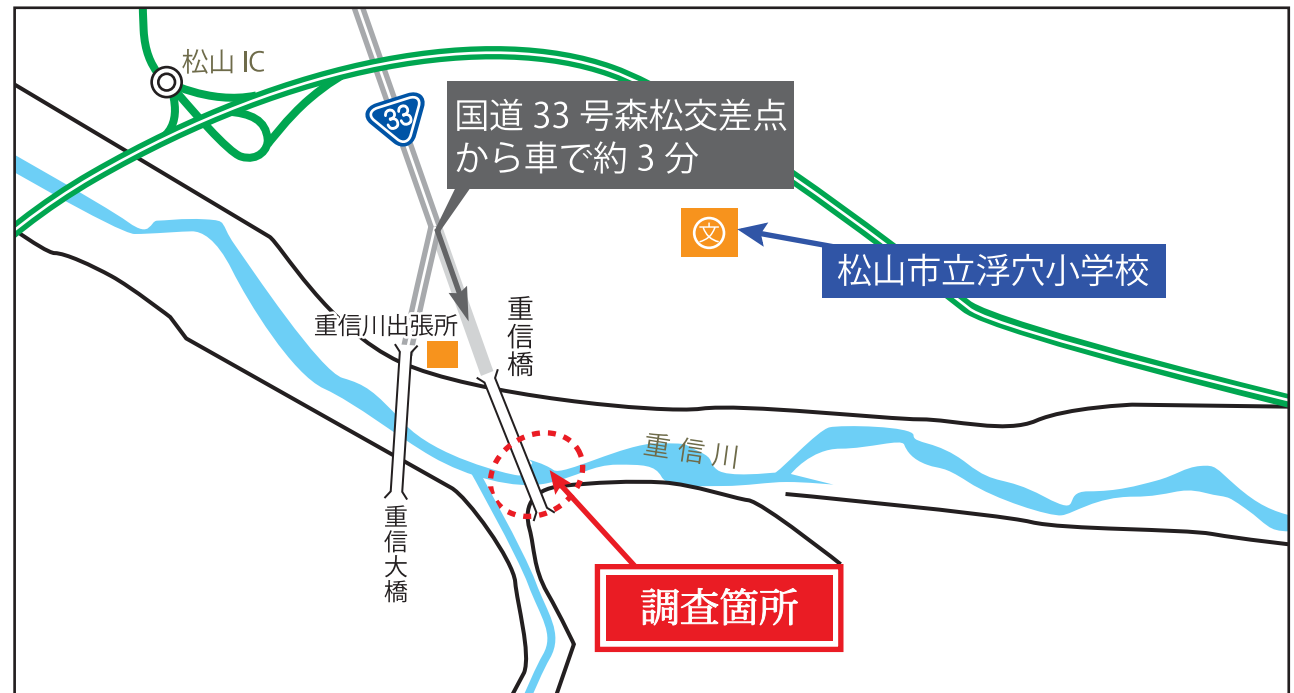 松山 IC
33
国道 33 号森松交差点
から車で約 3 分
文
松山市立浮穴小学校
重信川出張所
重信橋
重信川
重信大橋
調査箇所